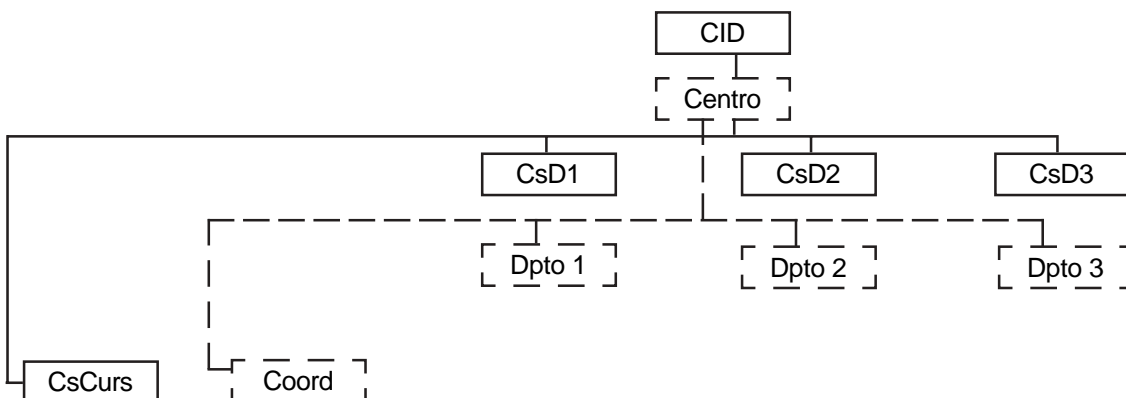 CID
Centro
CsD1 CsD2 CsD3
Dpto 1 Dpto 2 Dpto 3
CsCurs Coord